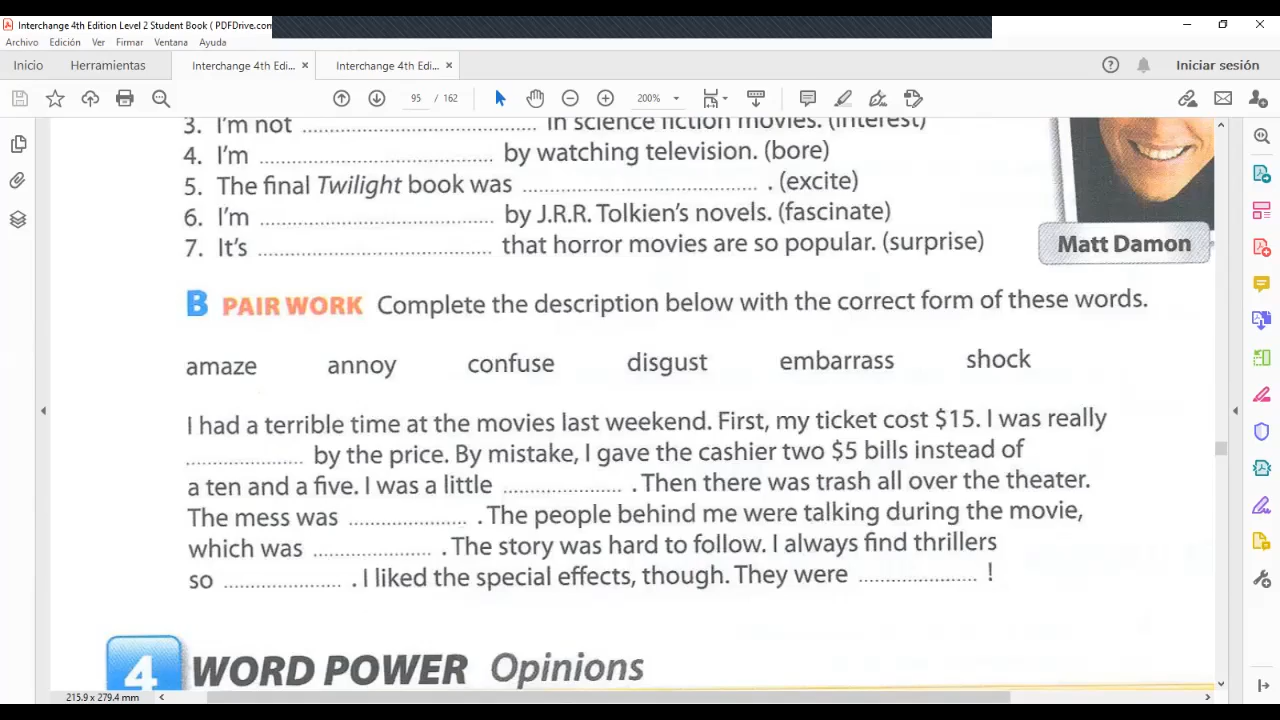 Interchange 4th Edition Level 2 Student Book ( PDFDrive.com
Archivo Edición Ver Firmar Ventana Ayuda
Inicio Herramientas Interchange 4th Edi... × Interchange 4th Edi... × Iniciar sesión
95 / 162 200%
3. I'm not ........................ in science fiction movies. (interest)
4. I'm ........................ by watching television. (bore)
5. The final Twilight book was ........................ . (excite)
6. I'm ........................ by J.R.R. Tolkien's novels. (fascinate)
7. It's ........................ that horror movies are so popular. (surprise)
Matt Damon
B PAIR WORK Complete the description below with the correct form of these words.
amaze annoy confuse disgust embarrass shock
I had a terrible time at the movies last weekend. First, my ticket cost $15. I was really
........................ by the price. By mistake, I gave the cashier two $5 bills instead of
a ten and a five. I was a little ........................ . Then there was trash all over the theater.
The mess was ........................ . The people behind me were talking during the movie,
which was ........................ . The story was hard to follow. I always find thrillers
so ........................ . I liked the special effects, though. They were ........................ !
4 WORD POWER Opinions
215.9 x 279.4 mm